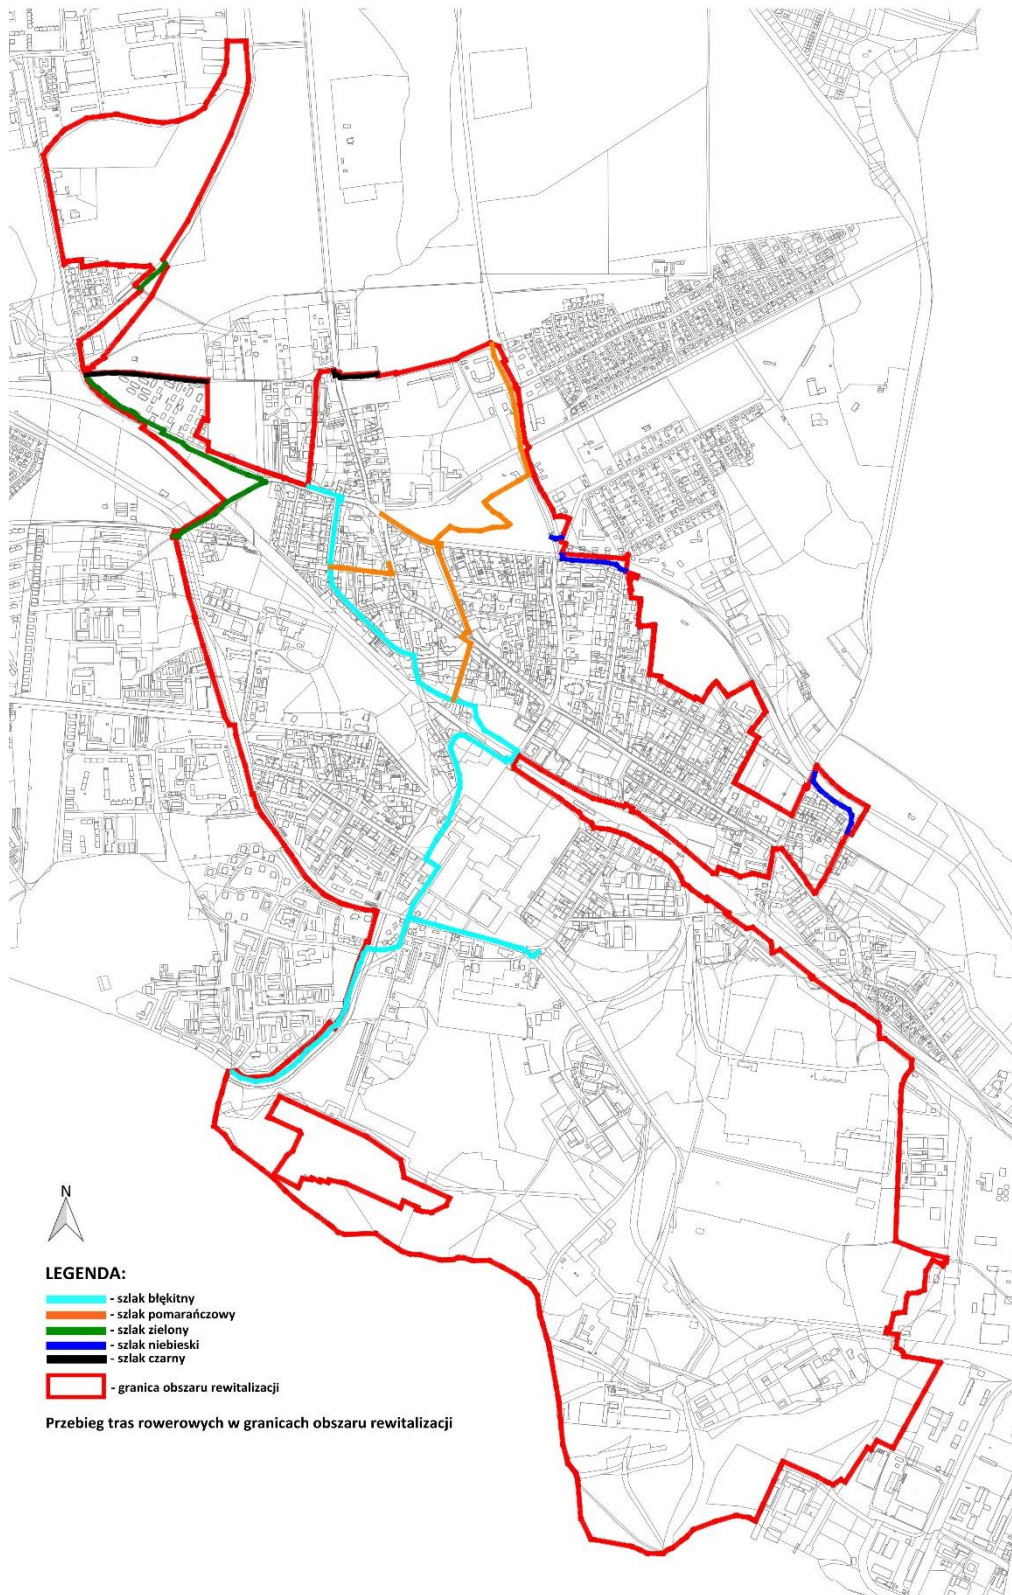 N
LEGENDA:
- szlak błękitny
- szlak pomarańczowy
- szlak zielony
- szlak niebieski
- szlak czarny
- granica obszaru rewitalizacji
Przebieg tras rowerowych w granicach obszaru rewitalizacji